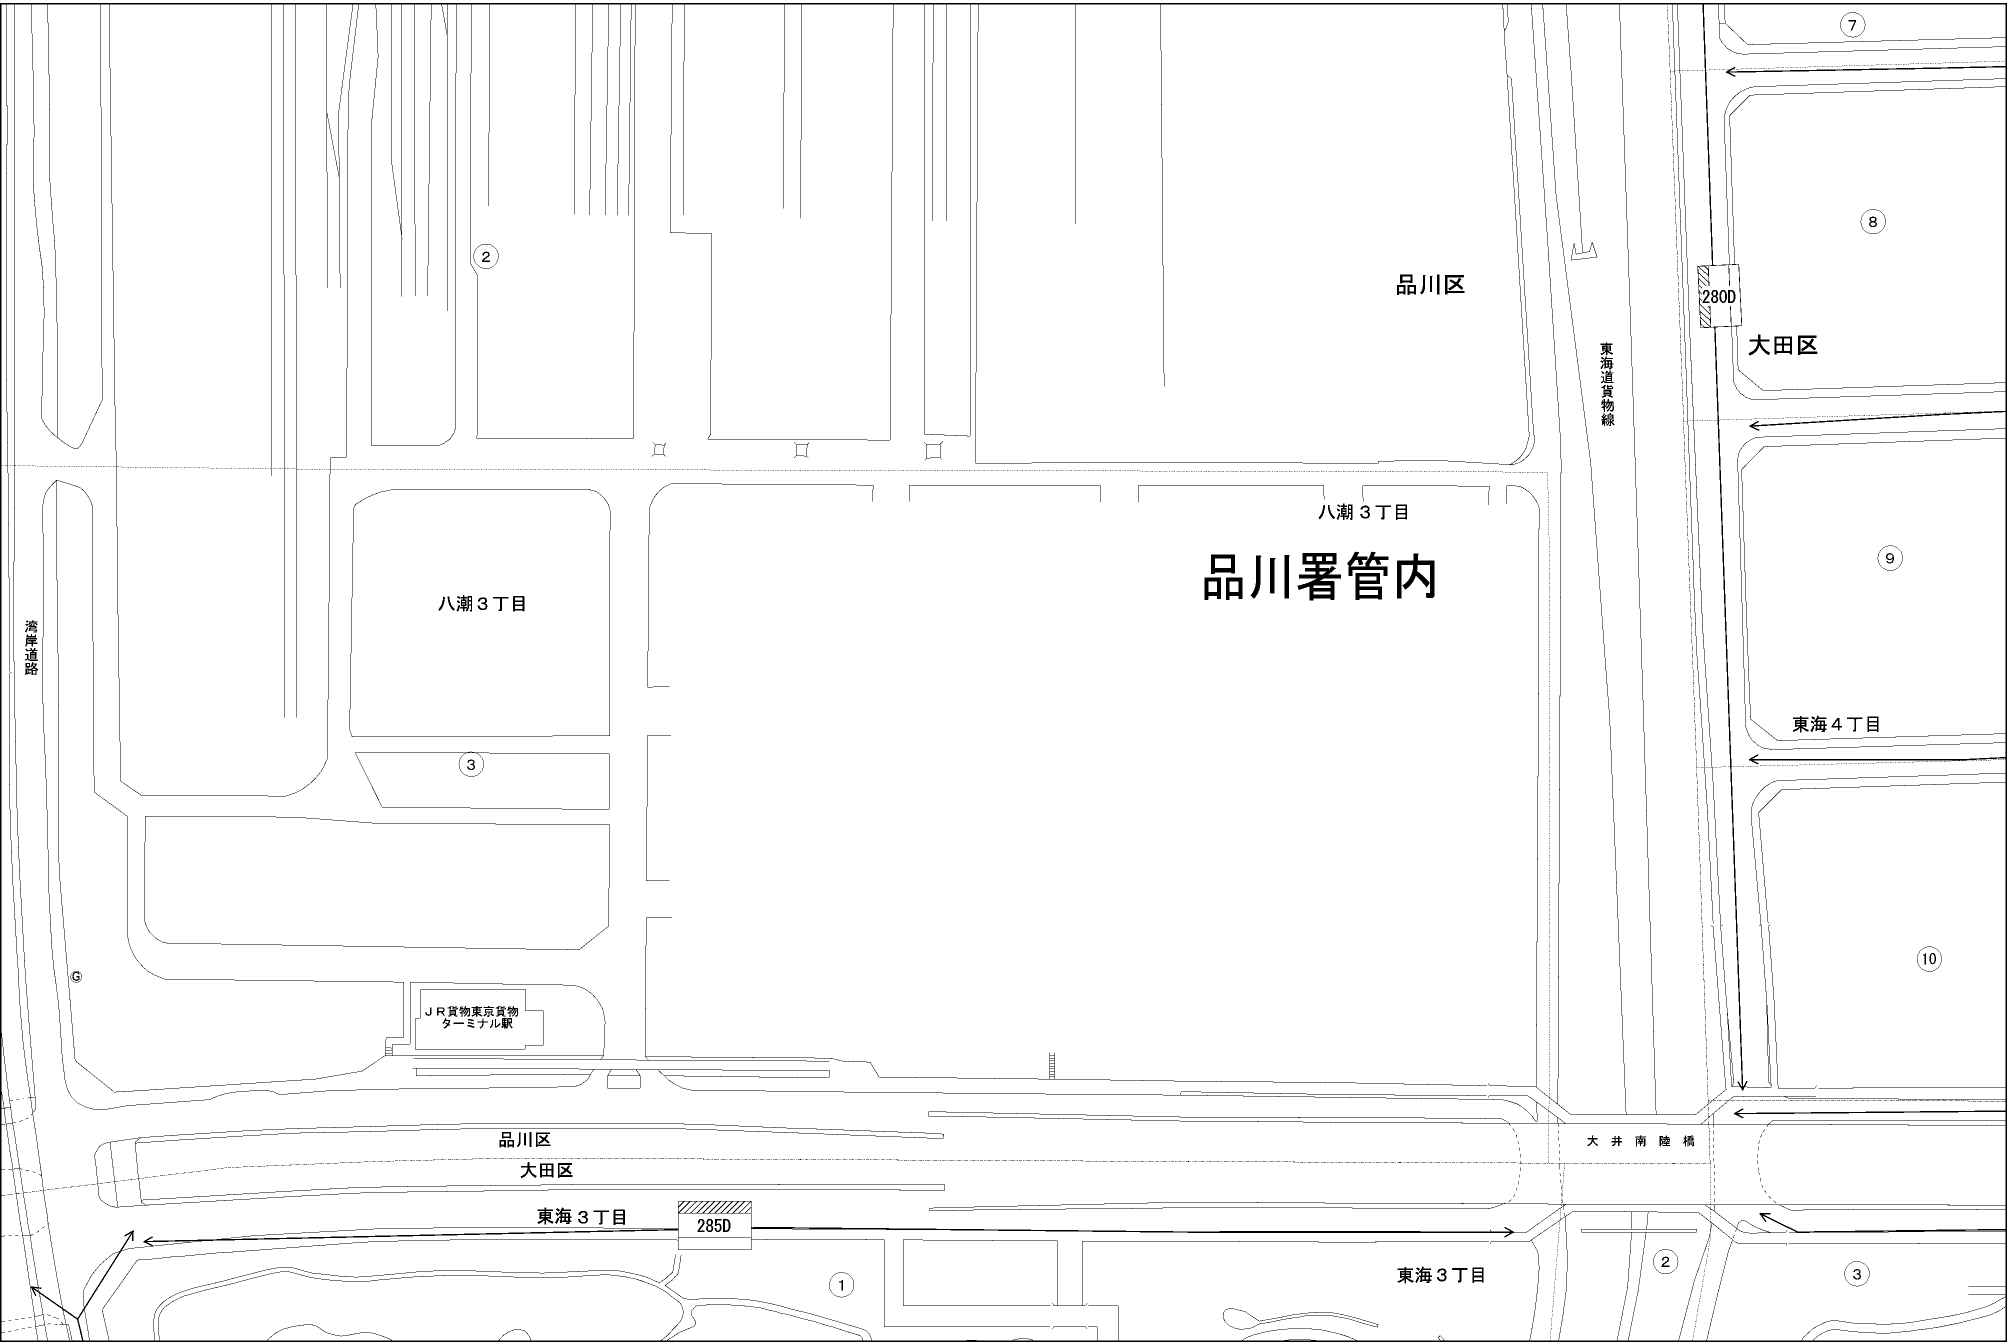 ⑦
⑧
②
品川区
280D
大田区
東海道貨物線
八潮３丁目
⑨
品川署管内
八潮３丁目
湾岸道路
東海４丁目
③
⑩
G
ＪＲ貨物東京貨物
ターミナル駅
品川区
大井南陸橋
大田区
東海３丁目
285D
②
東海３丁目
③
①